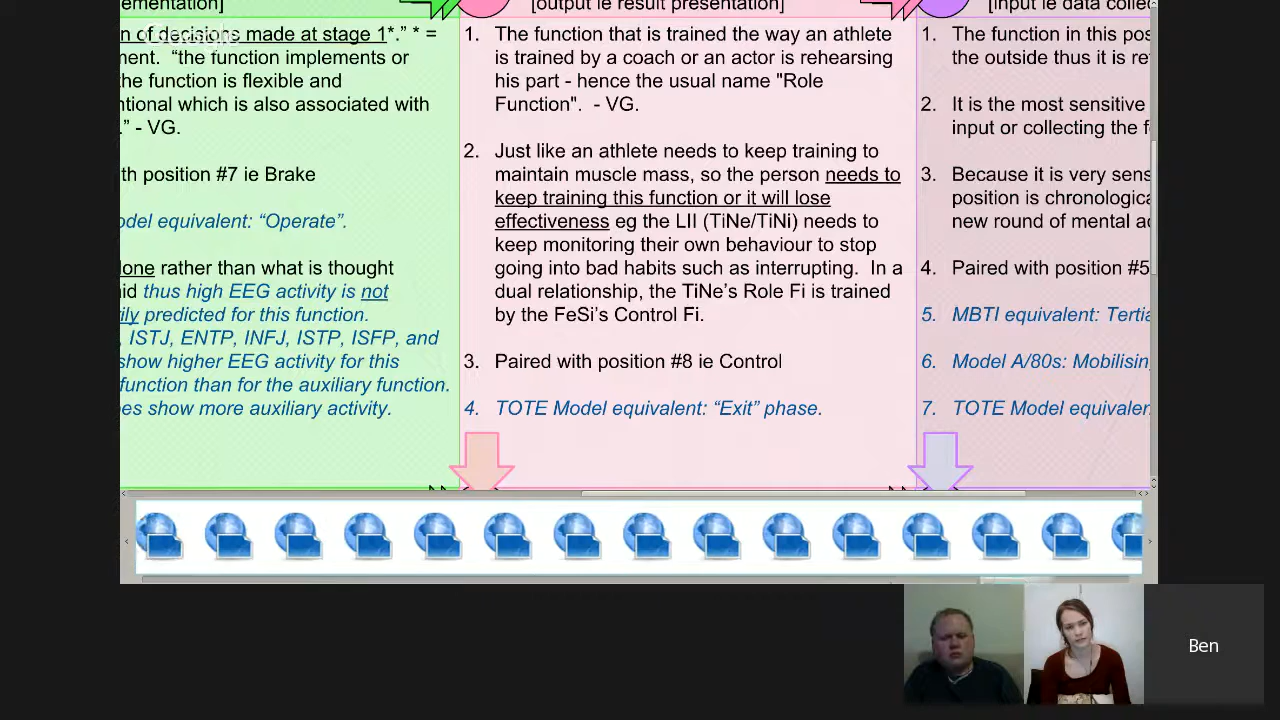 ementation]
n of decisions made at stage 1*.” * =
Google
ment. “the function implements or
the function is flexible and
ntional which is also associated with
.” - VG.
th position #7 ie Brake
odel equivalent: “Operate”.
lone rather than what is thought
id thus high EEG activity is not
ily predicted for this function.
, ISTJ, ENTP, INFJ, ISTP, ISFP, and
show higher EEG activity for this
function than for the auxiliary function.
es show more auxiliary activity.
[output ie result presentation]
1. The function that is trained the way an athlete
is trained by a coach or an actor is rehearsing
his part - hence the usual name "Role
Function". - VG.
2. Just like an athlete needs to keep training to
maintain muscle mass, so the person needs to
keep training this function or it will lose
effectiveness eg the LII (TiNe/TiNi) needs to
keep monitoring their own behaviour to stop
going into bad habits such as interrupting. In a
dual relationship, the TiNe’s Role Fi is trained
by the FeSi’s Control Fi.
3. Paired with position #8 ie Control
4. TOTE Model equivalent: “Exit” phase.
[input ie data collec
1. The function in this pos
the outside thus it is re
2. It is the most sensitive
input or collecting the f
3. Because it is very sens
position is chronologica
new round of mental ac
4. Paired with position #5
5. MBTI equivalent: Tertia
6. Model A/80s: Mobilisin
7. TOTE Model equivalen
Ben